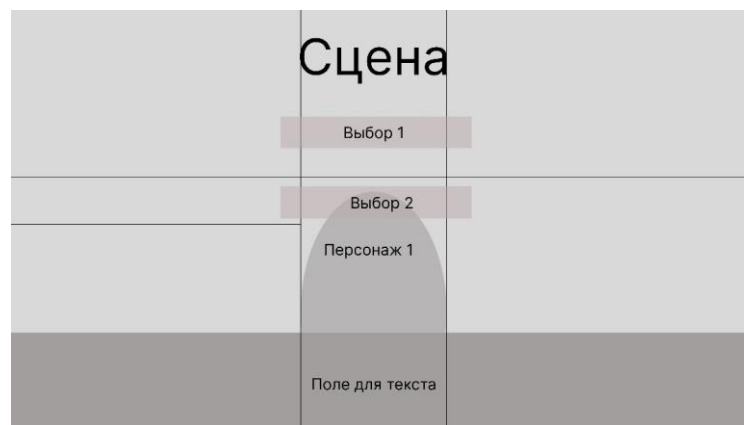 Сцена
Выбор 1
Выбор 2
Персонаж 1
Поле для текста